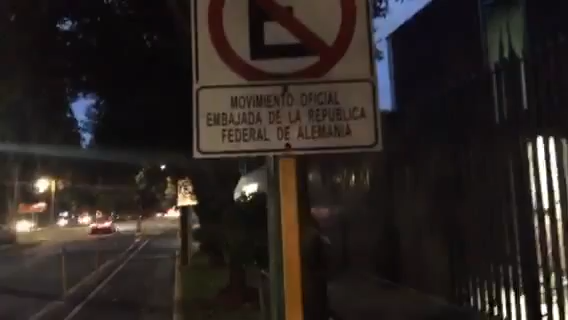 E
MOVIMIENTO OFICIAL
EMBAJADA DE LA REPUBLICA
FEDERAL DE ALEMANIA